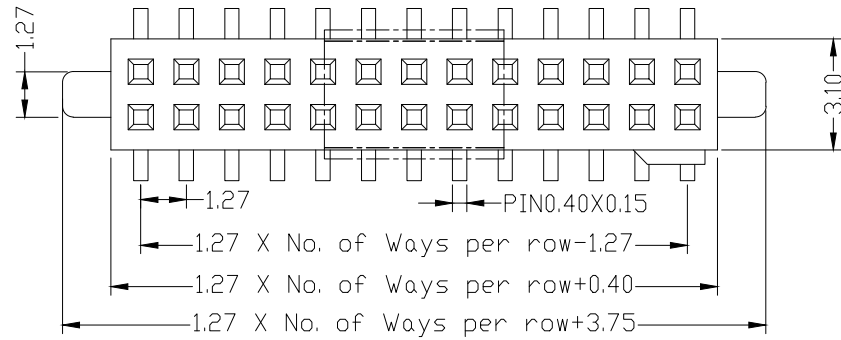 1.27
3.10
1.27
PIN0.40X0.15
1.27 X No. of Ways per row-1.27
1.27 X No. of Ways per row+0.40
1.27 X No. of Ways per row+3.75